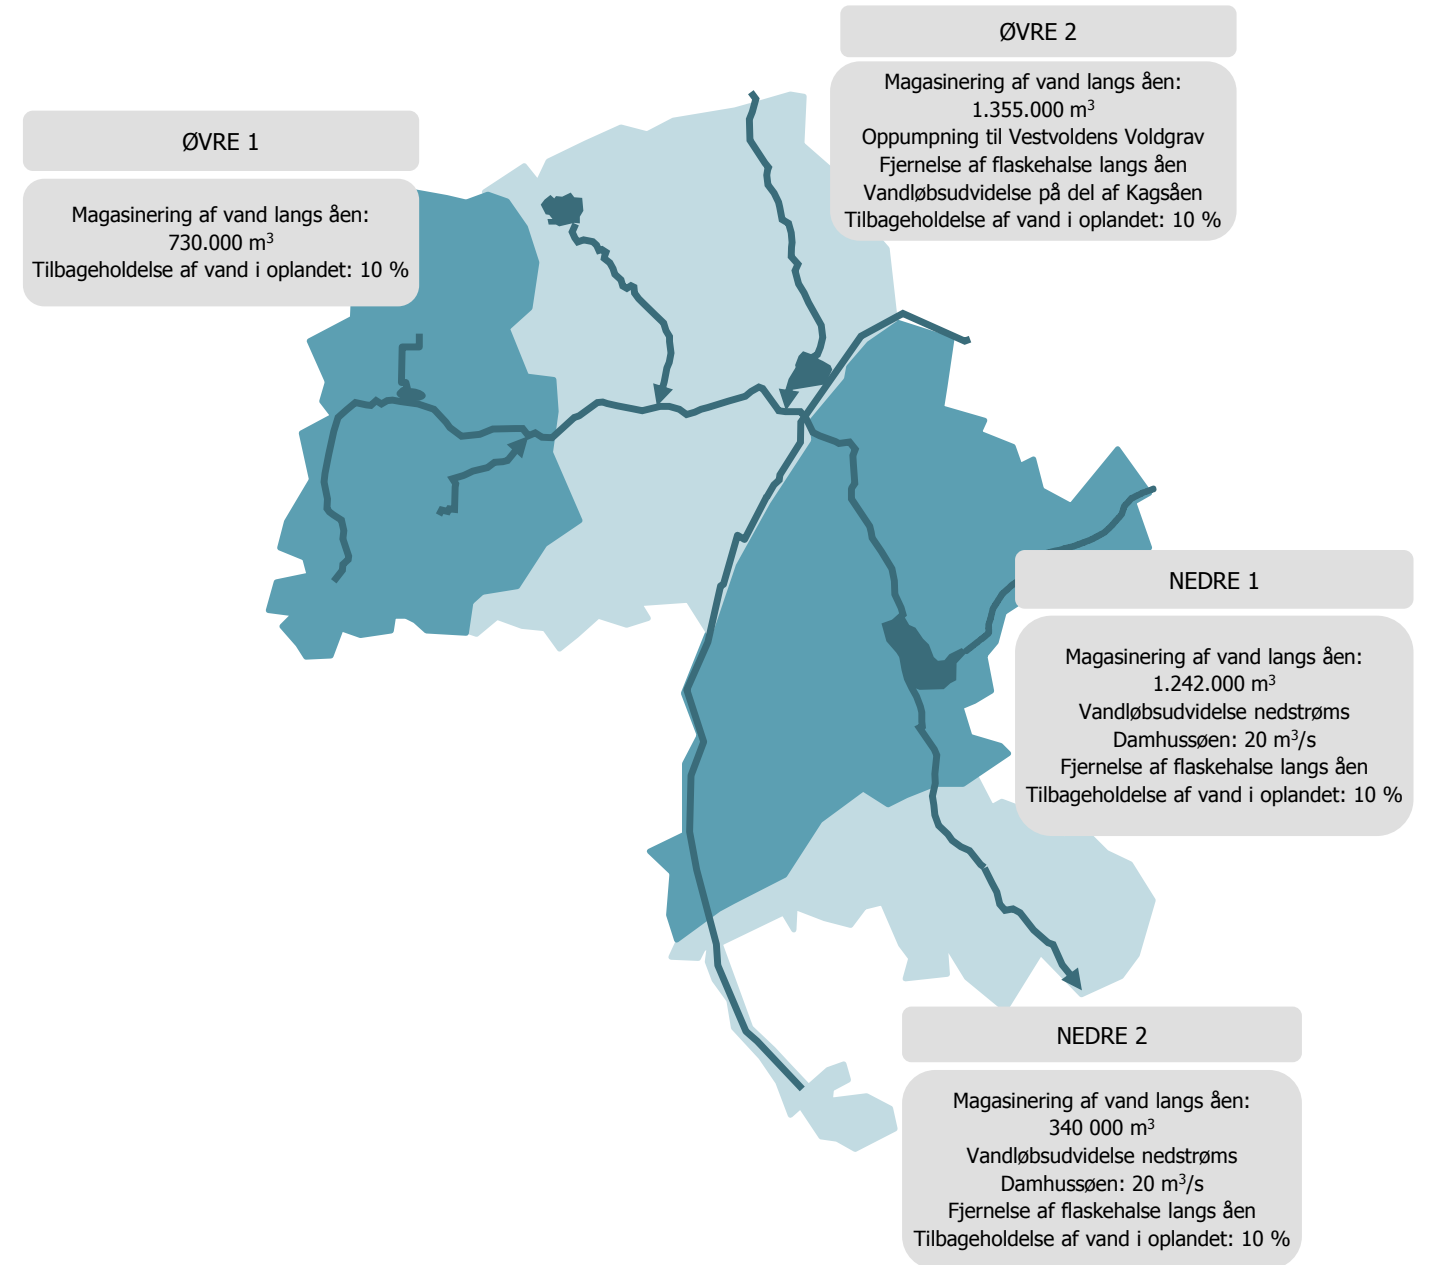 ØVRE 2
Magasinering af vand langs åen:
1.355.000 m³
Oppumpning til Vestvoldens Voldgrav
Fjernelse af flaskehalse langs åen
Vandløbsudvidelse på del af Kagsåen
Tilbageholdelse af vand i oplandet: 10 %
ØVRE 1
Magasinering af vand langs åen:
730.000 m³
Tilbageholdelse af vand i oplandet: 10 %
NEDRE 1
Magasinering af vand langs åen:
1.242.000 m³
Vandløbsudvidelse nedstrøms
Damhussøen: 20 m³/s
Fjernelse af flaskehalse langs åen
Tilbageholdelse af vand i oplandet: 10 %
NEDRE 2
Magasinering af vand langs åen:
340 000 m³
Vandløbsudvidelse nedstrøms
Damhussøen: 20 m³/s
Fjernelse af flaskehalse langs åen
Tilbageholdelse af vand i oplandet: 10 %